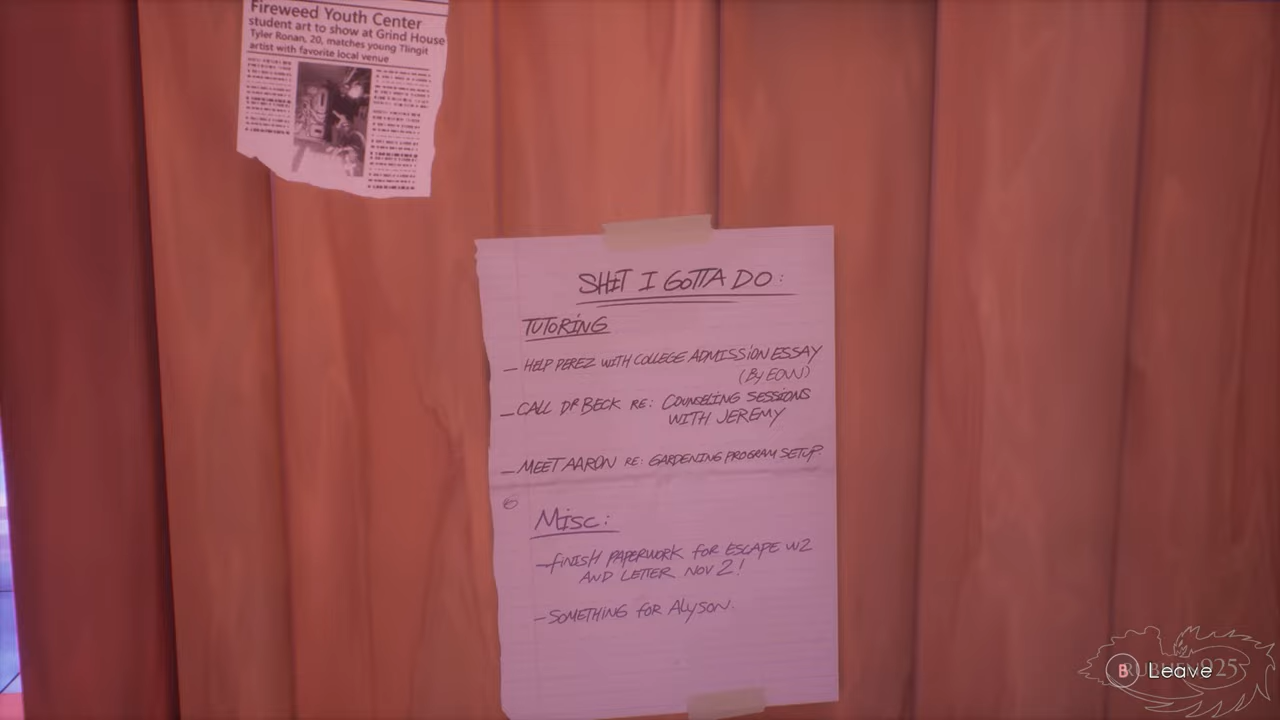 Fireweed Youth Center
student art to show at Grind House
Tyler Ronan, 20, matches young Tlingit
artist with favorite local venue
SHIT I GOTTA DO:
TUTORING
- HELP PEREZ WITH COLLEGE ADMISSION ESSAY
(By EOW)
- CALL DR BECK RE: COUNSELING SESSIONS
WITH JEREMY
- MEET AARON RE: GARDENING PROGRAM SETUP.
Misc:
- FINISH PAPERWORK FOR ESCAPE W2
AND LETTER NOV 2!
- SOMETHING FOR ALYSON.
B Leave